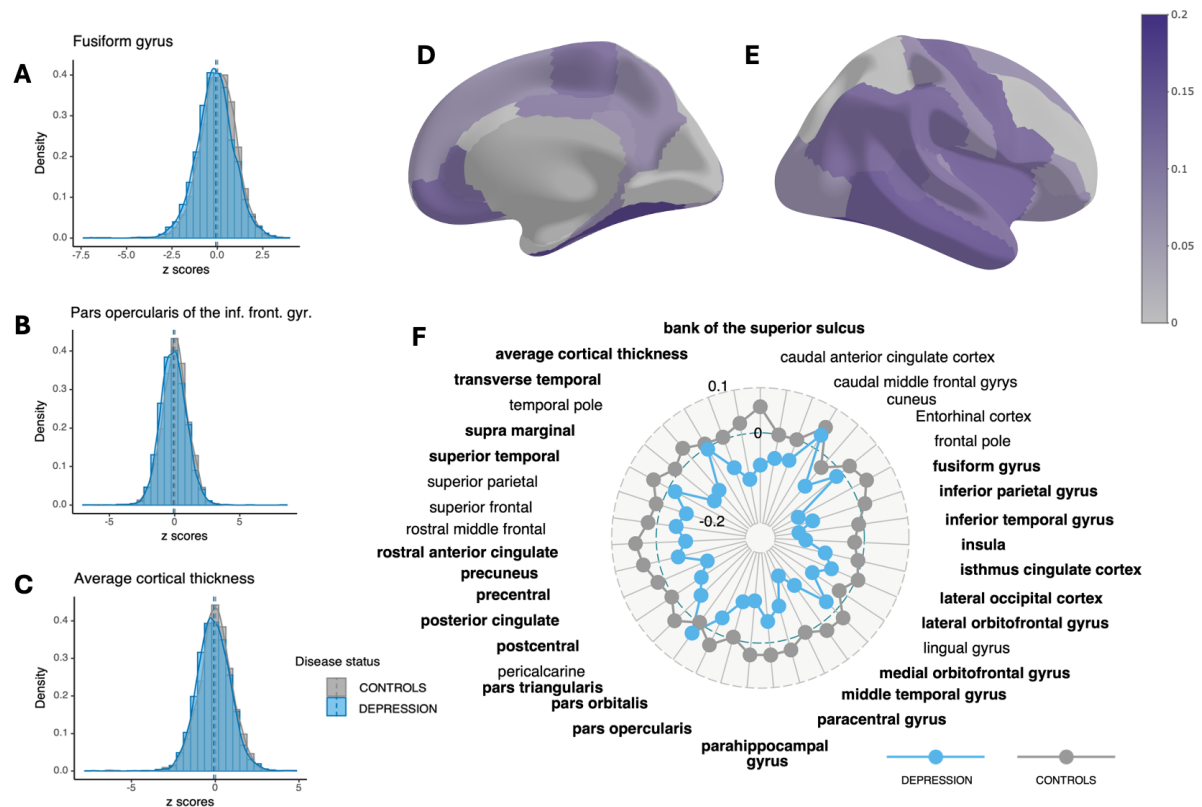 A
Fusiform gyrus
0.4
0.3
0.2
0.1
0.0
Density
-7.5
-5.0
-2.5
0.0
2.5
z scores
B
Pars opercularis of the inf. front. gyr.
0.4
0.3
0.2
0.1
0.0
Density
-5
0
5
z scores
C
Average cortical thickness
0.4
0.3
0.2
0.1
0.0
Density
-5
0
5
z scores
Disease status
CONTROLS
DEPRESSION
D
E
0.2
0.15
0.1
0.05
0
F
bank of the superior sulcus
caudal anterior cingulate cortex
caudal middle frontal gyrys
cuneus
Entorhinal cortex
frontal pole
fusiform gyrus
inferior parietal gyrus
inferior temporal gyrus
insula
isthmus cingulate cortex
lateral occipital cortex
lateral orbitofrontal gyrus
lingual gyrus
medial orbitofrontal gyrus
middle temporal gyrus
paracentral gyrus
parahippocampal
gyrus
pars opercularis
pars orbitalis
pars triangularis
pericalcarine
postcentral
posterior cingulate
precentral
precuneus
rostral anterior cingulate
rostral middle frontal
superior frontal
superior parietal
superior temporal
supra marginal
temporal pole
transverse temporal
average cortical thickness
0.1
0
-0.2
DEPRESSION
CONTROLS